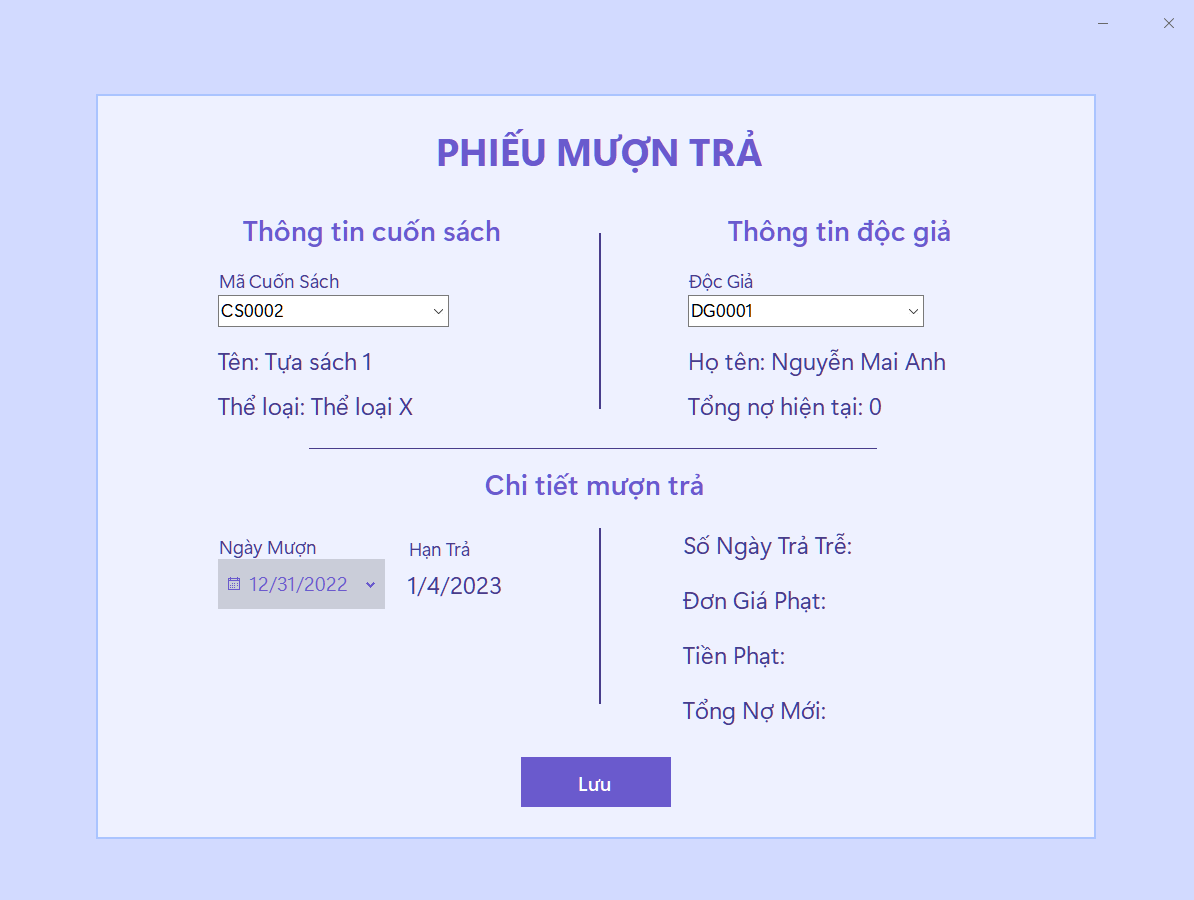 PHIẾU MƯỢN TRẢ
Thông tin cuốn sách
Mã Cuốn Sách
CS0002
Tên: Tựa sách 1
Thể loại: Thể loại X
Thông tin độc giả
Độc Giả
DG0001
Họ tên: Nguyễn Mai Anh
Tổng nợ hiện tại: 0
Chi tiết mượn trả
Ngày Mượn
12/31/2022
Hạn Trả
1/4/2023
Số Ngày Trả Trễ:
Đơn Giá Phạt:
Tiền Phạt:
Tổng Nợ Mới:
Lưu